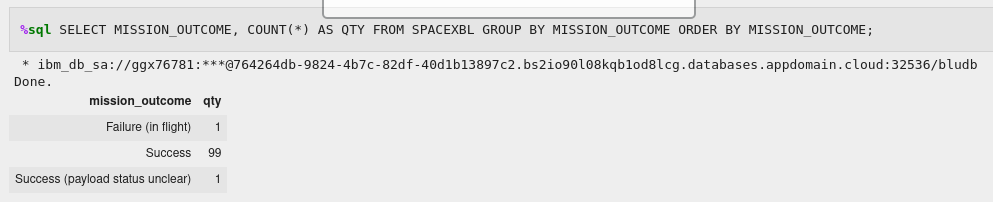 %sql SELECT MISSION_OUTCOME, COUNT(*) AS QTY FROM SPACEXBL GROUP BY MISSION_OUTCOME ORDER BY MISSION_OUTCOME;
* ibm_db_sa://ggx76781:***@764264db-9824-4b7c-82df-40d1b13897c2.bs2io90l08kqb1od8lcg.databases.appdomain.cloud:32536/bludb
Done.
mission_outcome qty
Failure (in flight) 1
Success 99
Success (payload status unclear) 1